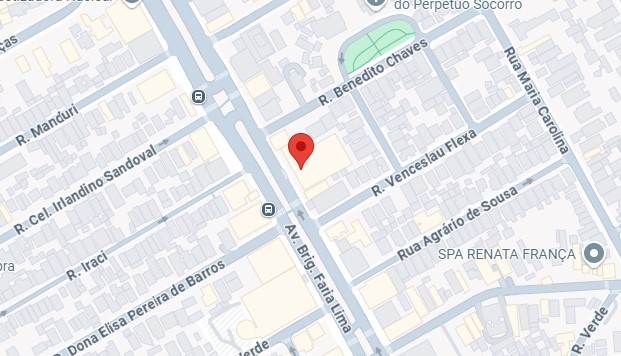 do Perpétuo Socorro
R. Benedito Chaves
Rua Maria Carolina
R. Manduri
R. Cel. Irlandino Sandoval
R. Venceslau Flexa
Rua Agrário de Sousa
R. Iraci
Av. Brig. Faria Lima
SPA RENATA FRANÇA
R. Dona Elisa Pereira de Barros
R. Verde